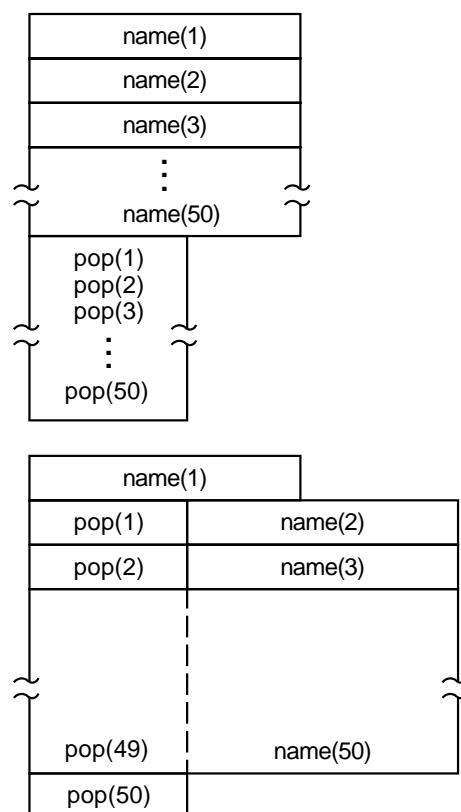 name(1)
name(2)
name(3)
⋮
name(50)
pop(1)
pop(2)
pop(3)
⋮
pop(50)
name(1)
pop(1) name(2)
pop(2) name(3)
pop(49) name(50)
pop(50)